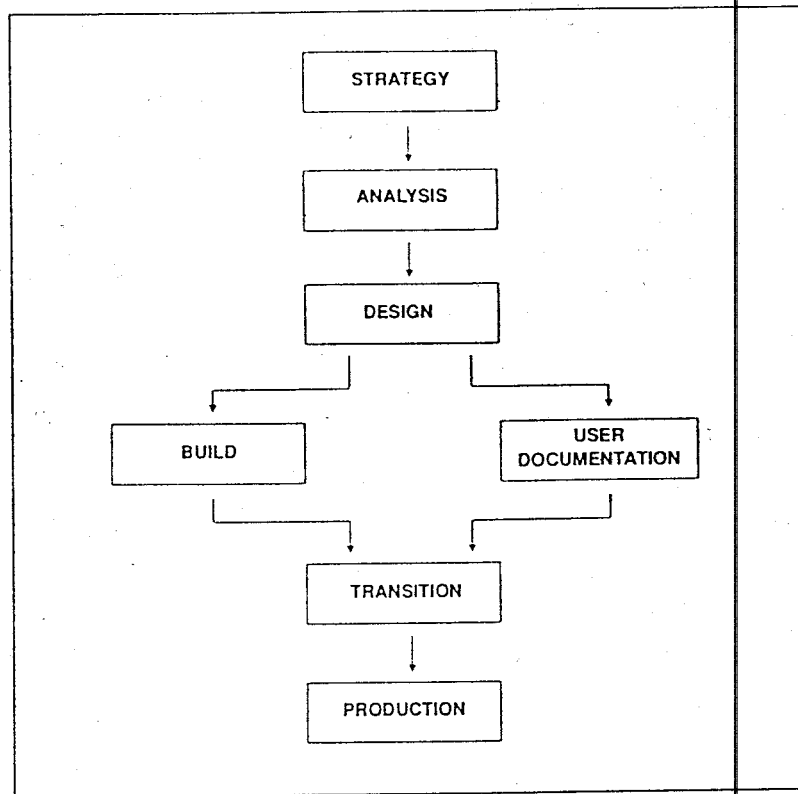 STRATEGY
ANALYSIS
DESIGN
BUILD
USER
DOCUMENTATION
TRANSITION
PRODUCTION